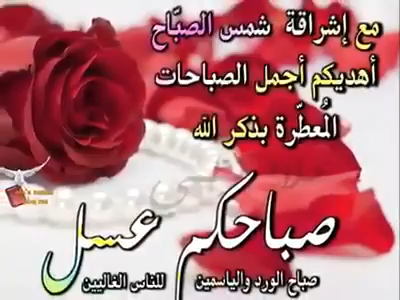 مع إشراقة شمس الصبّاح
أهديكم أجمل الصباحات
المُعطّرة بذكر الله
صباحكم عسل
صباح الورد والياسمين للناس الغاليين